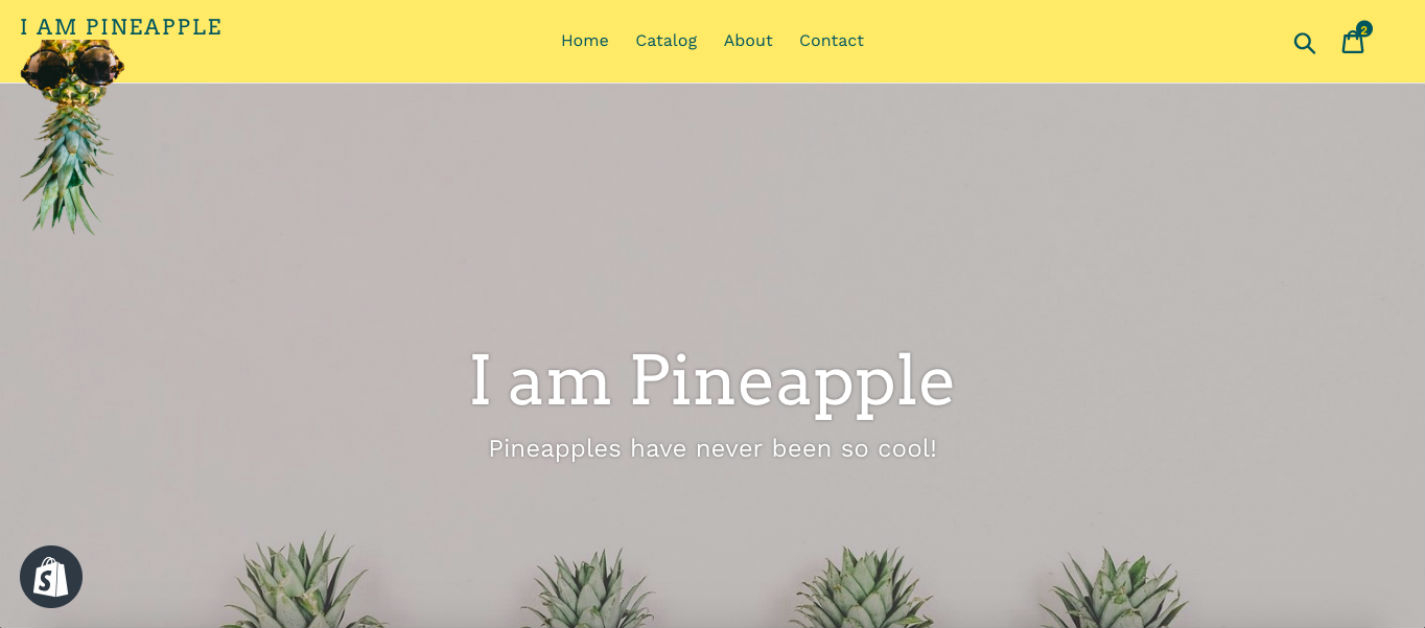 I AM PINEAPPLE
Home Catalog About Contact
2
I am Pineapple
Pineapples have never been so cool!
S